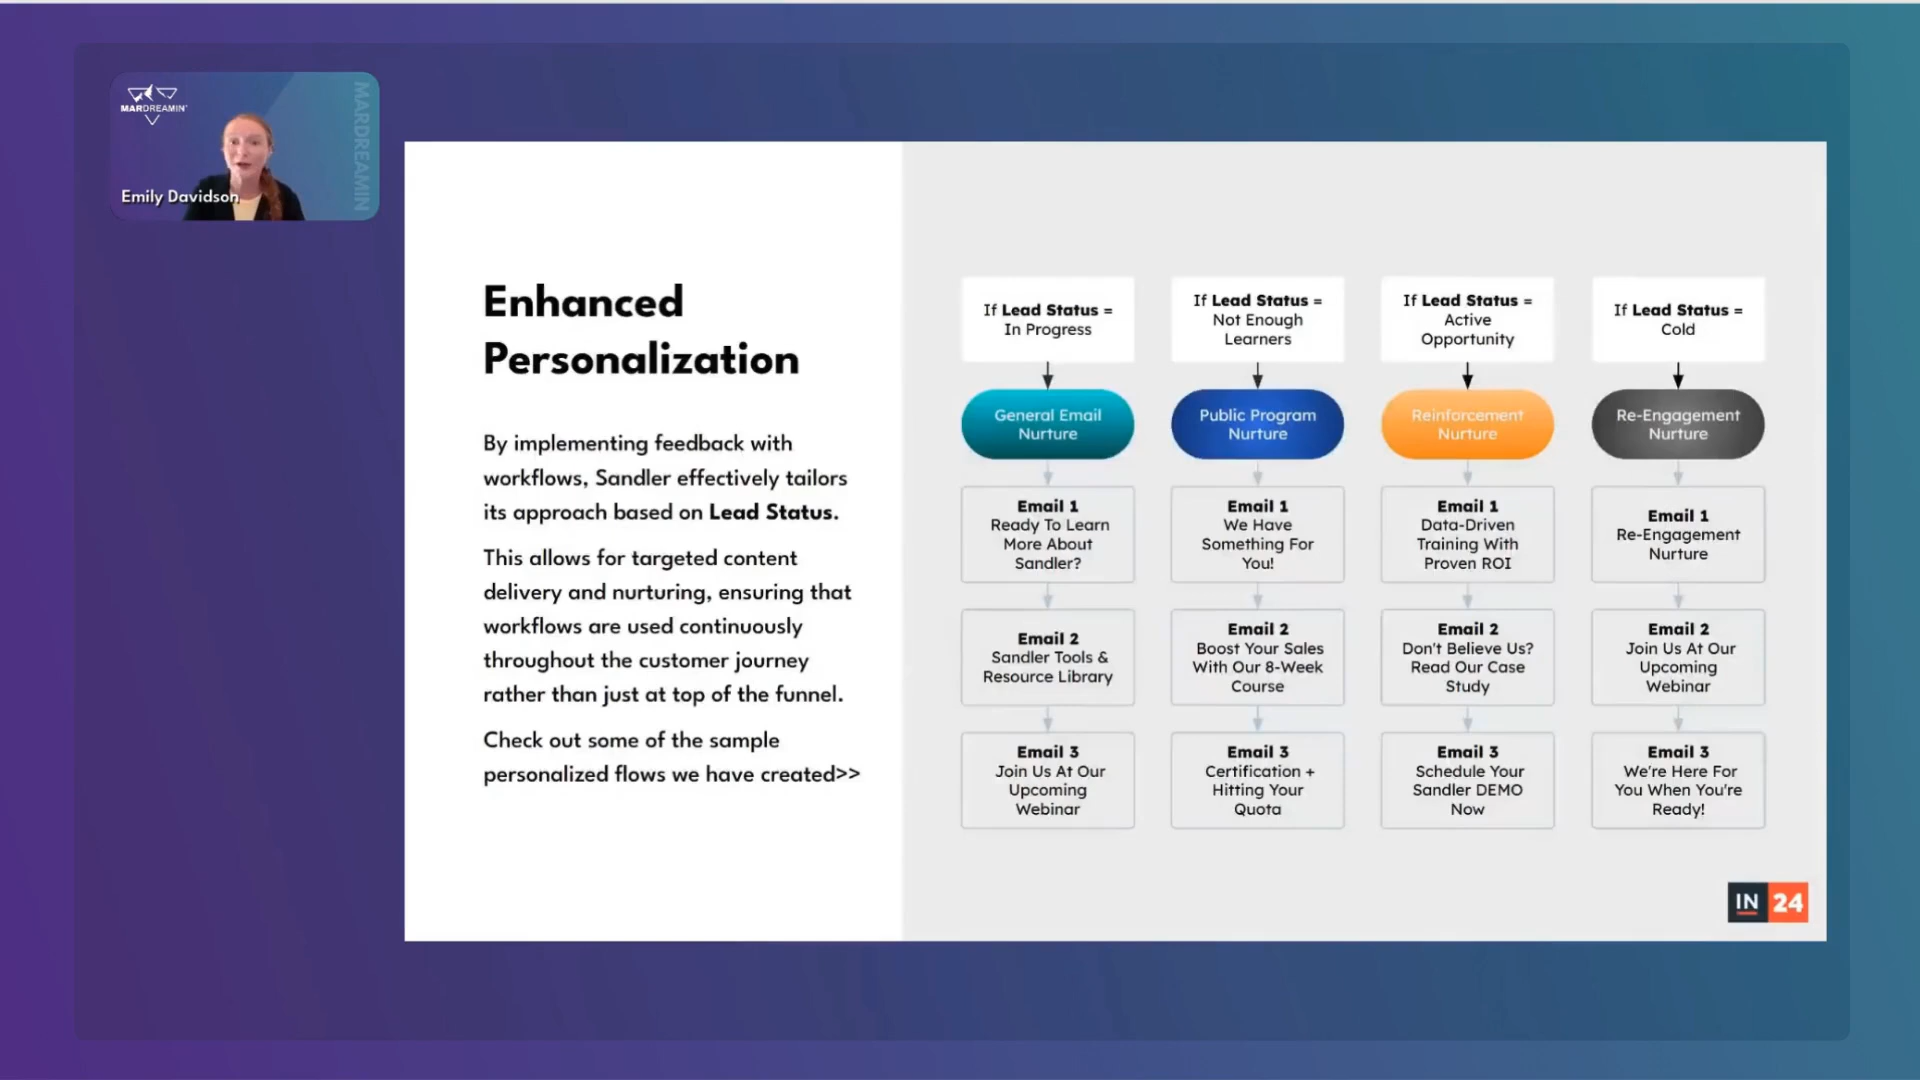 MARDREAMIN'
MARDREAMIN
Emily Davidson
Enhanced
Personalization
By implementing feedback with
workflows, Sandler effectively tailors
its approach based on Lead Status.
This allows for targeted content
delivery and nurturing, ensuring that
workflows are used continuously
throughout the customer journey
rather than just at top of the funnel.
Check out some of the sample
personalized flows we have created>>
If Lead Status =
In Progress
General Email
Nurture
Email 1
Ready To Learn
More About
Sandler?
Email 2
Sandler Tools &
Resource Library
Email 3
Join Us At Our
Upcoming
Webinar
If Lead Status =
Not Enough
Learners
Public Program
Nurture
Email 1
We Have
Something For
You!
Email 2
Boost Your Sales
With Our 8-Week
Course
Email 3
Certification +
Hitting Your
Quota
If Lead Status =
Active
Opportunity
Reinforcement
Nurture
Email 1
Data-Driven
Training With
Proven ROI
Email 2
Don't Believe Us?
Read Our Case
Study
Email 3
Schedule Your
Sandler DEMO
Now
If Lead Status =
Cold
Re-Engagement
Nurture
Email 1
Re-Engagement
Nurture
Email 2
Join Us At Our
Upcoming
Webinar
Email 3
We're Here For
You When You're
Ready!
IN 24